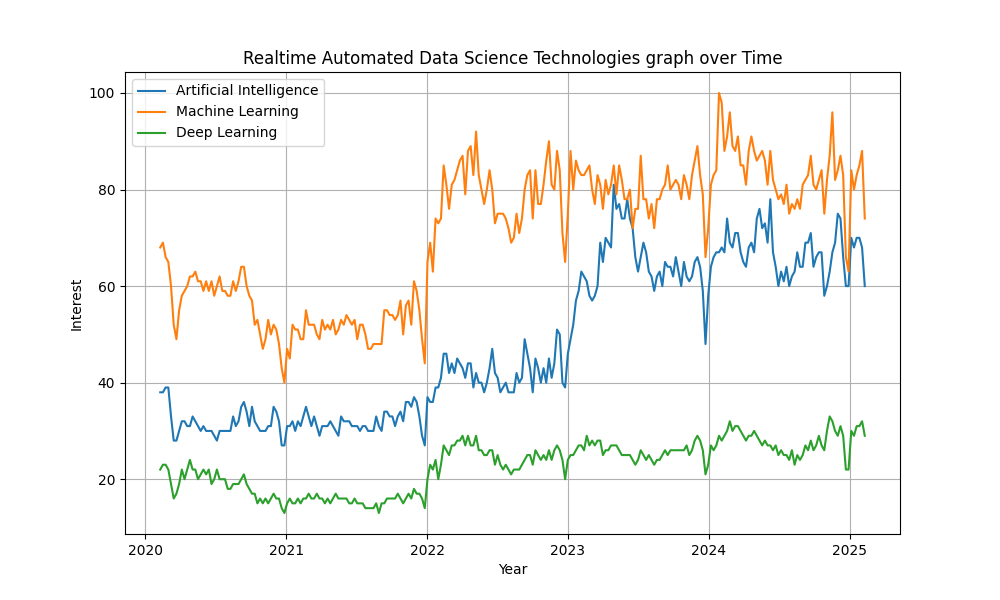 Realtime Automated Data Science Technologies graph over Time
Artificial Intelligence
Machine Learning
Deep Learning
100
80
60
40
20
Interest
2020 2021 2022 2023 2024 2025
Year